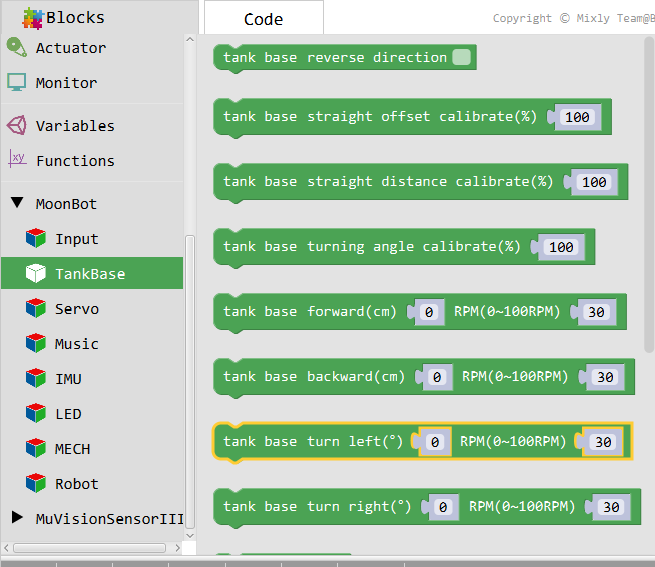 Blocks
Actuator
Monitor
Variables
xy Functions
MoonBot
Input
TankBase
Servo
Music
IMU
LED
MECH
Robot
MuVisionSensorIII
Code
Copyright © Mixly Team@B
tank base reverse direction
tank base straight offset calibrate(%) 100
tank base straight distance calibrate(%) 100
tank base turning angle calibrate(%) 100
tank base forward(cm) 0 RPM(0~100RPM) 30
tank base backward(cm) 0 RPM(0~100RPM) 30
tank base turn left(°) 0 RPM(0~100RPM) 30
tank base turn right(°) 0 RPM(0~100RPM) 30